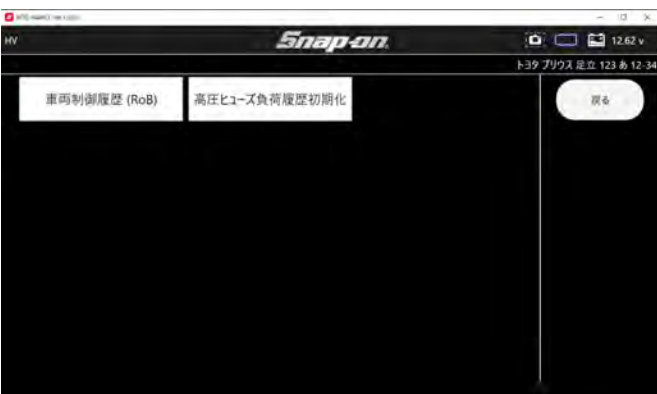 HV
Snap-on
12.62 v
トヨタ プリウス 足立 123 あ 12-34
車両制御履歴 (RoB)
高圧ヒューズ負荷履歴初期化
戻る